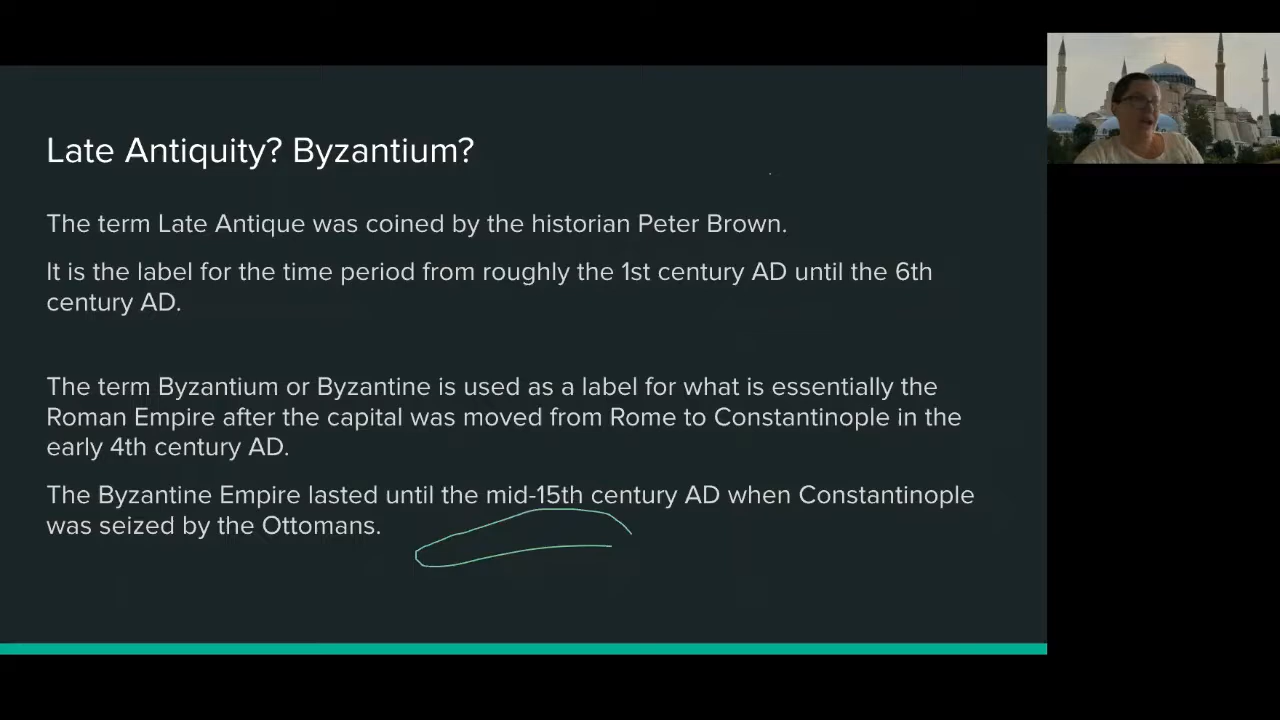 Late Antiquity? Byzantium?
The term Late Antique was coined by the historian Peter Brown.
It is the label for the time period from roughly the 1st century AD until the 6th
century AD.
The term Byzantium or Byzantine is used as a label for what is essentially the
Roman Empire after the capital was moved from Rome to Constantinople in the
early 4th century AD.
The Byzantine Empire lasted until the mid-15th century AD when Constantinople
was seized by the Ottomans.